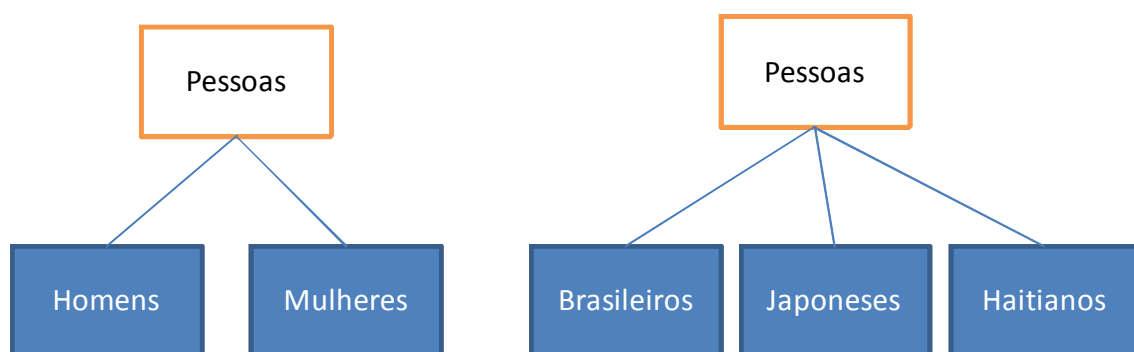 Pessoas
Homens
Mulheres
Pessoas
Brasileiros
Japoneses
Haitianos